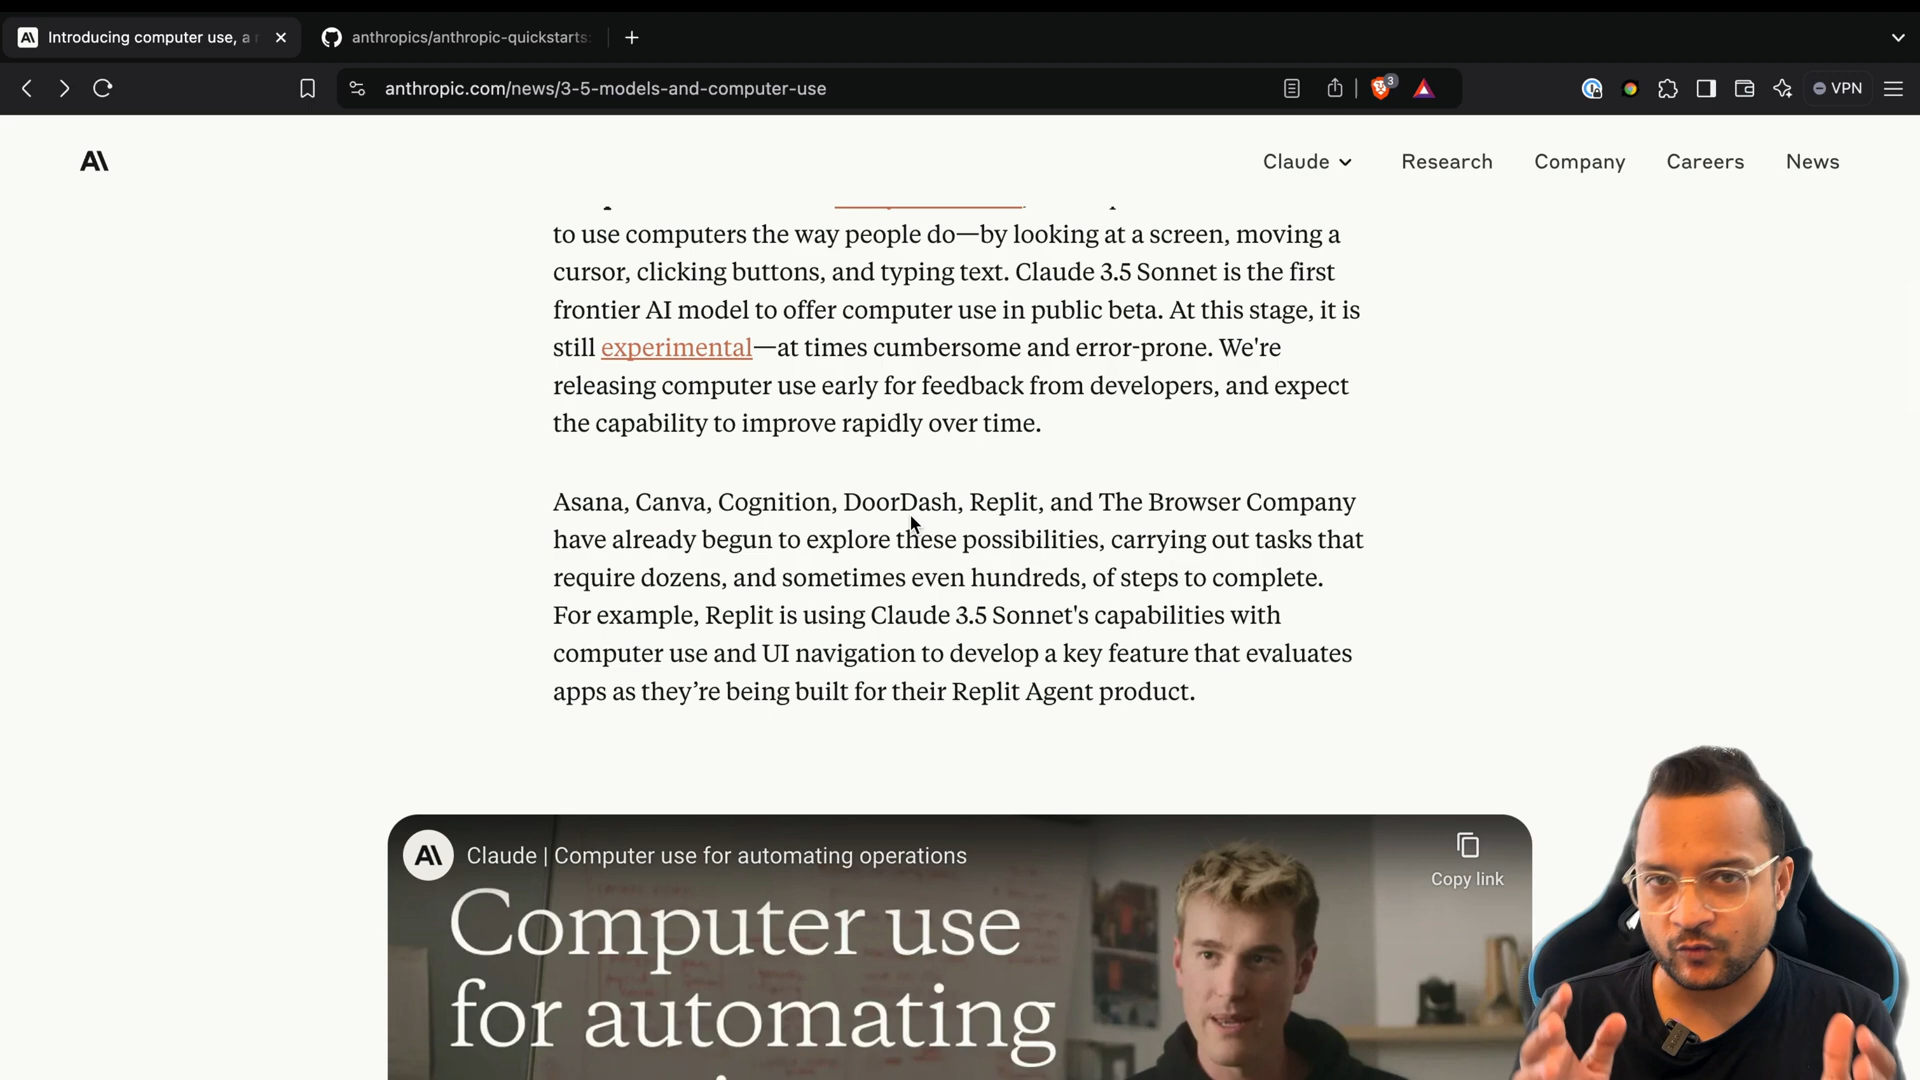 Introducing computer use, a
anthropics/anthropic-quickstarts:
anthropic.com/news/3-5-models-and-computer-use
3
VPN
Claude
Research
Company
Careers
News
to use computers the way people do—by looking at a screen, moving a
cursor, clicking buttons, and typing text. Claude 3.5 Sonnet is the first
frontier AI model to offer computer use in public beta. At this stage, it is
still experimental—at times cumbersome and error-prone. We're
releasing computer use early for feedback from developers, and expect
the capability to improve rapidly over time.
Asana, Canva, Cognition, DoorDash, Replit, and The Browser Company
have already begun to explore these possibilities, carrying out tasks that
require dozens, and sometimes even hundreds, of steps to complete.
For example, Replit is using Claude 3.5 Sonnet's capabilities with
computer use and UI navigation to develop a key feature that evaluates
apps as they’re being built for their Replit Agent product.
Claude | Computer use for automating operations
Copy link
Computer use
for automating